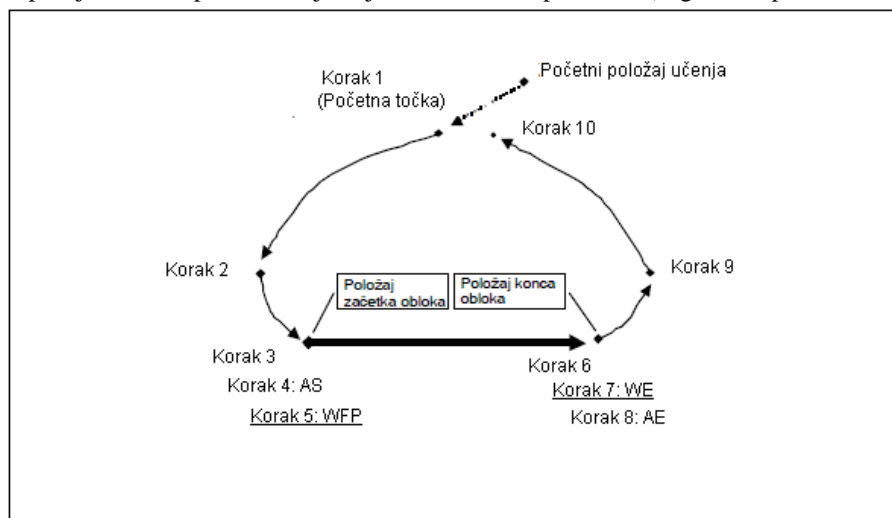 .Početni položaj učenja
Korak 1
(Početna točka)
Korak 10
Korak 2
Korak 9
Položaj
začetka obloka
Položaj konca
obloka
Korak 3
Korak 6
Korak 4: AS
Korak 7: WE
Korak 5: WFP
Korak 8: AE